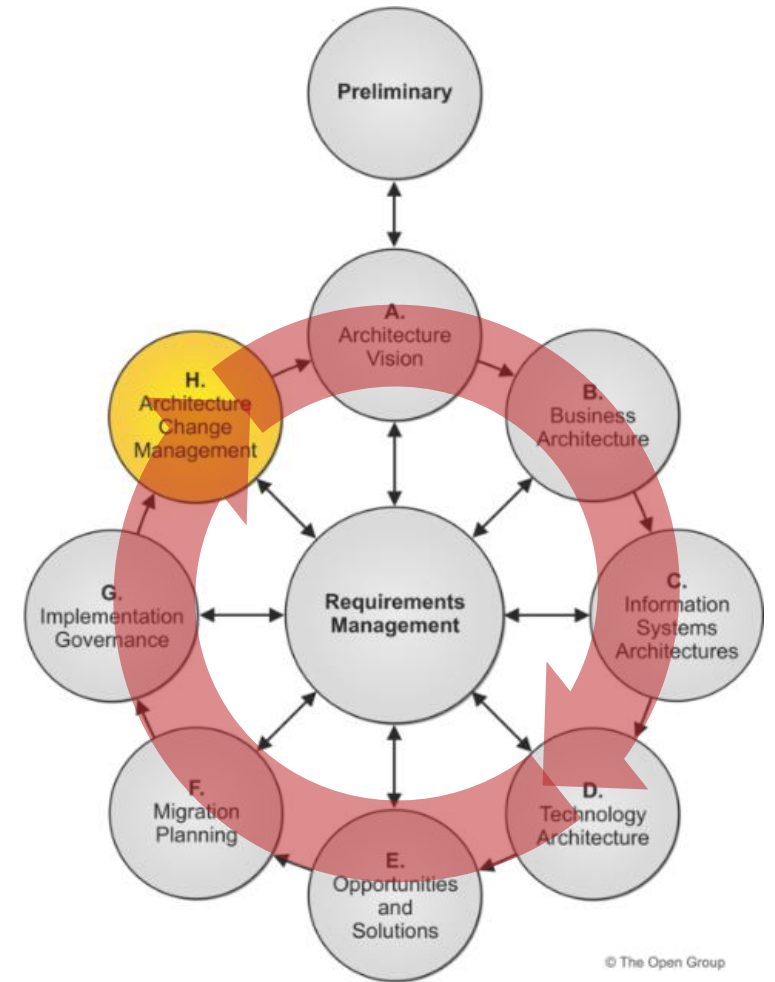 Preliminary
A.
Architecture
Vision
H.
Architecture
Change
Management
B.
Business
Architecture
G.
Implementation
Governance
Requirements
Management
C.
Information
Systems
Architectures
F.
Migration
Planning
D.
Technology
Architecture
E.
Opportunities
and
Solutions
© The Open Group